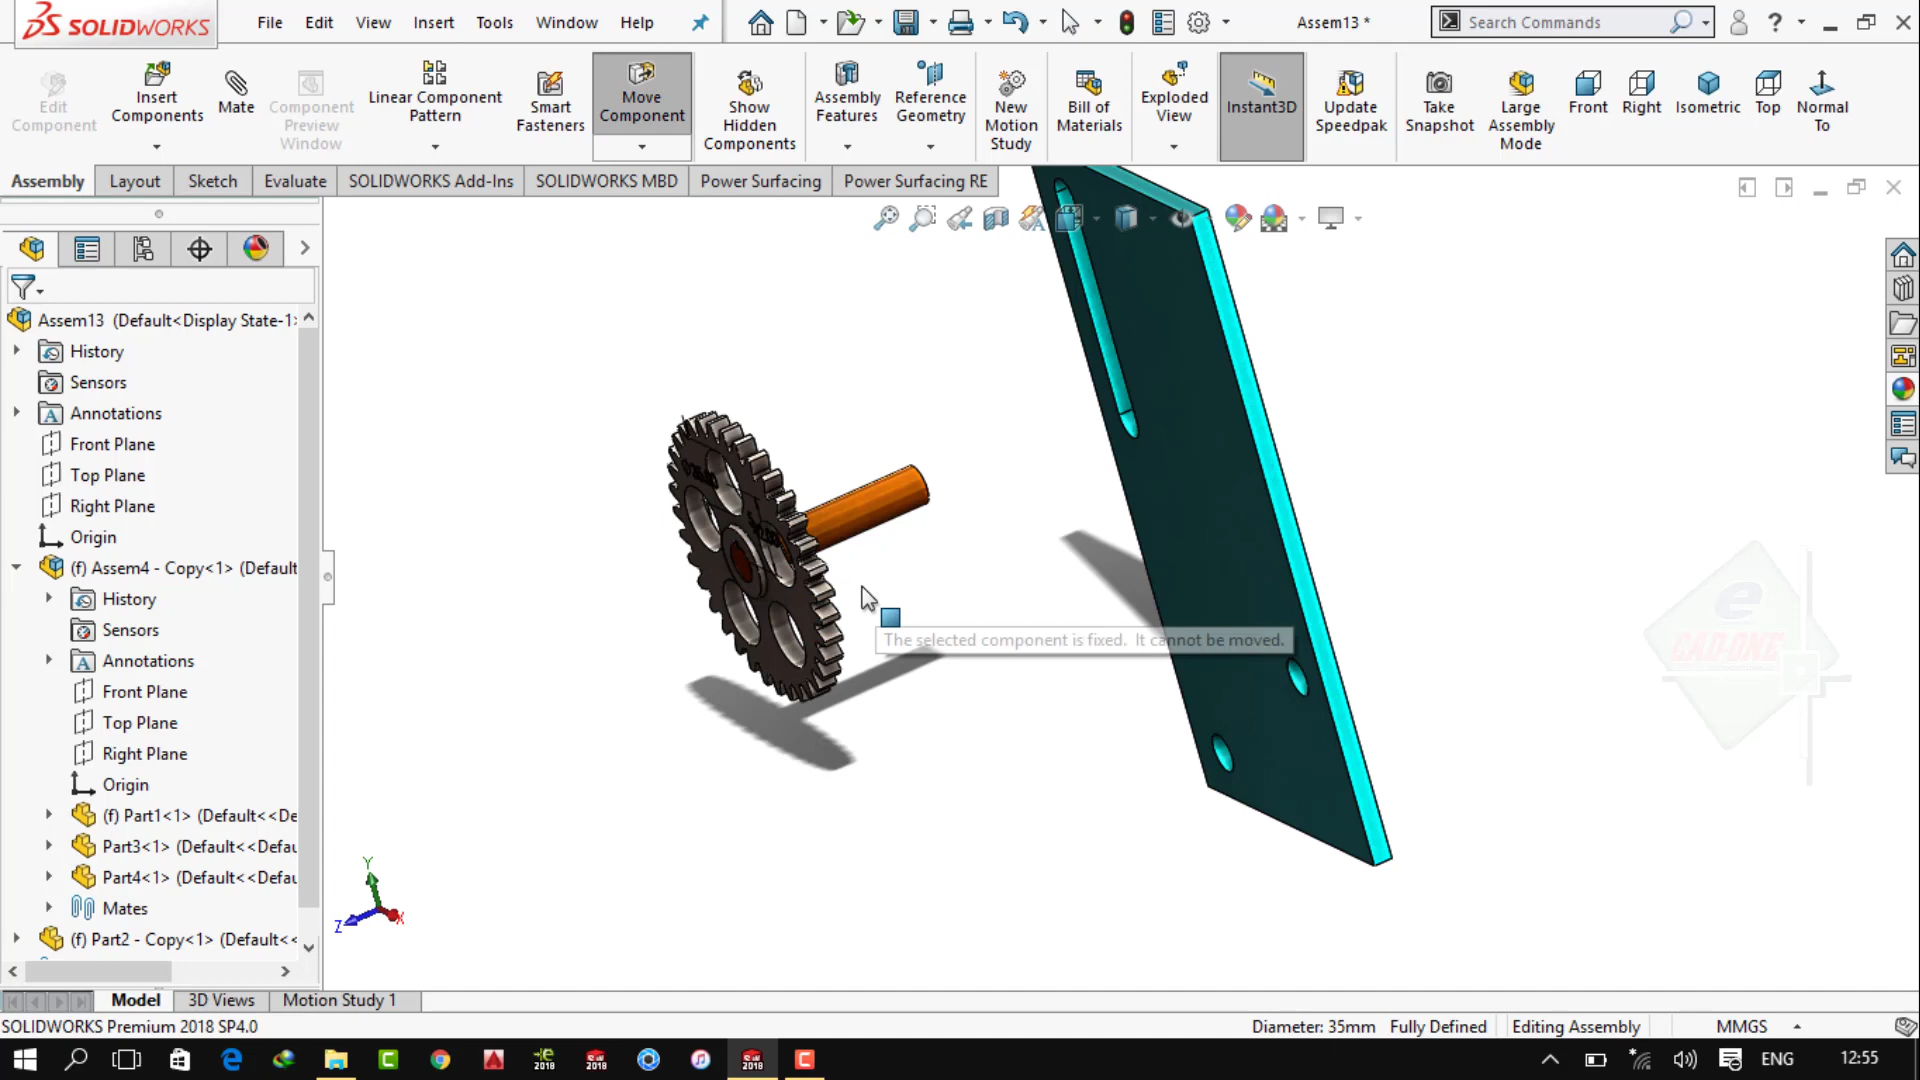 SOLIDWORKS
File Edit View Insert Tools Window Help
Assem13 *
Search Commands
Edit Component
Insert Components
Mate
Component Preview Window
Linear Component Pattern
Smart Fasteners
Move Component
Show Hidden Components
Assembly Features
Reference Geometry
New Motion Study
Bill of Materials
Exploded View
Instant3D
Update Speedpak
Take Snapshot
Large Assembly Mode
Front
Right
Isometric
Top
Normal To
Assembly Layout Sketch Evaluate SOLIDWORKS Add-Ins SOLIDWORKS MBD Power Surfacing Power Surfacing RE
Assem13 (Default<Display State-1>
History
Sensors
Annotations
Front Plane
Top Plane
Right Plane
Origin
(f) Assem4 - Copy<1> (Default
History
Sensors
Annotations
Front Plane
Top Plane
Right Plane
Origin
(f) Part1<1> (Default<<De
Part3<1> (Default<<Defau
Part4<1> (Default<<Defau
Mates
(f) Part2 - Copy<1> (Default<<
The selected component is fixed. It cannot be moved.
e
CAD-ONE
Y
Z
X
Model 3D Views Motion Study 1
SOLIDWORKS Premium 2018 SP4.0
Diameter: 35mm Fully Defined Editing Assembly MMGS
ENG 12:55